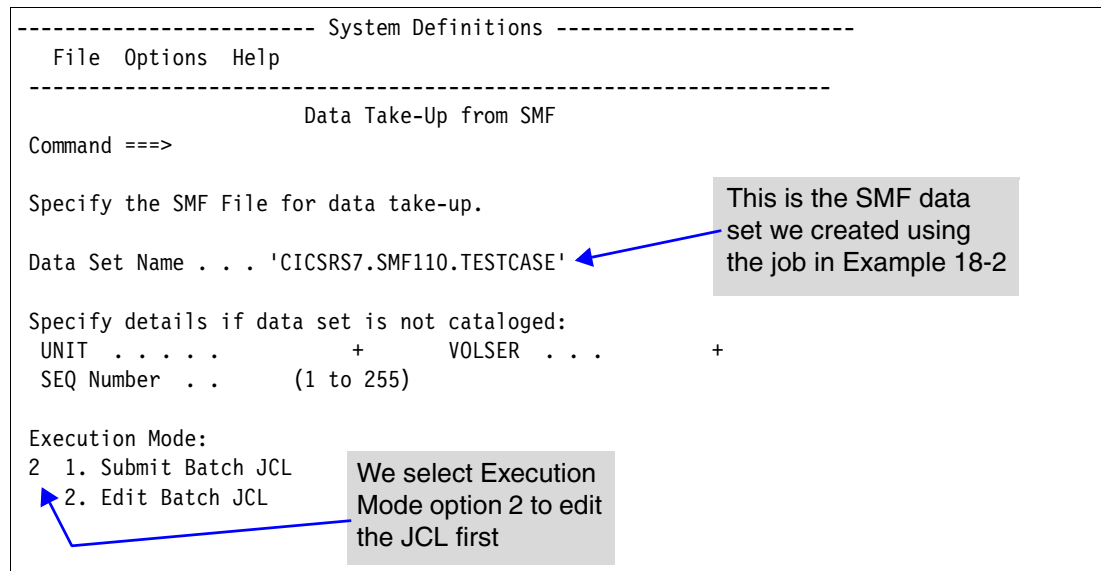 ------------------------- System Definitions -------------------------
File Options Help
-------------------------------------------------------------------
Data Take-Up from SMF
Command ===>
Specify the SMF File for data take-up.
Data Set Name . . . 'CICSRS7.SMF110.TESTCASE'
This is the SMF data
set we created using
the job in Example 18-2
Specify details if data set is not cataloged:
UNIT . . . . . + VOLSER . . . +
SEQ Number . . (1 to 255)
Execution Mode:
2 1. Submit Batch JCL
2. Edit Batch JCL
We select Execution
Mode option 2 to edit
the JCL first